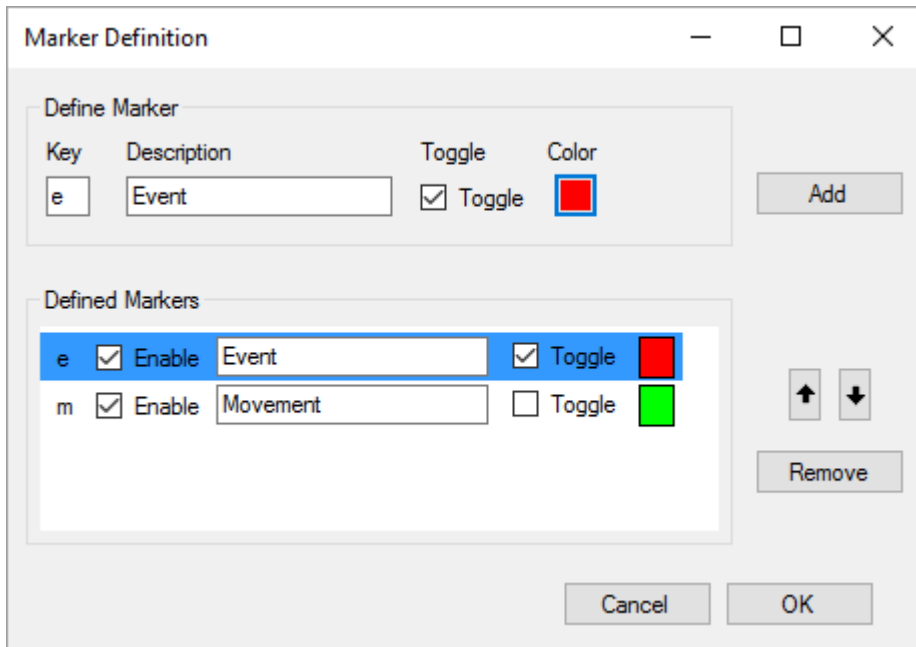 Marker Definition
Define Marker
Key Description Toggle Color
e Event Toggle
Add
Defined Markers
e Enable Event Toggle
m Enable Movement Toggle
Remove
Cancel OK